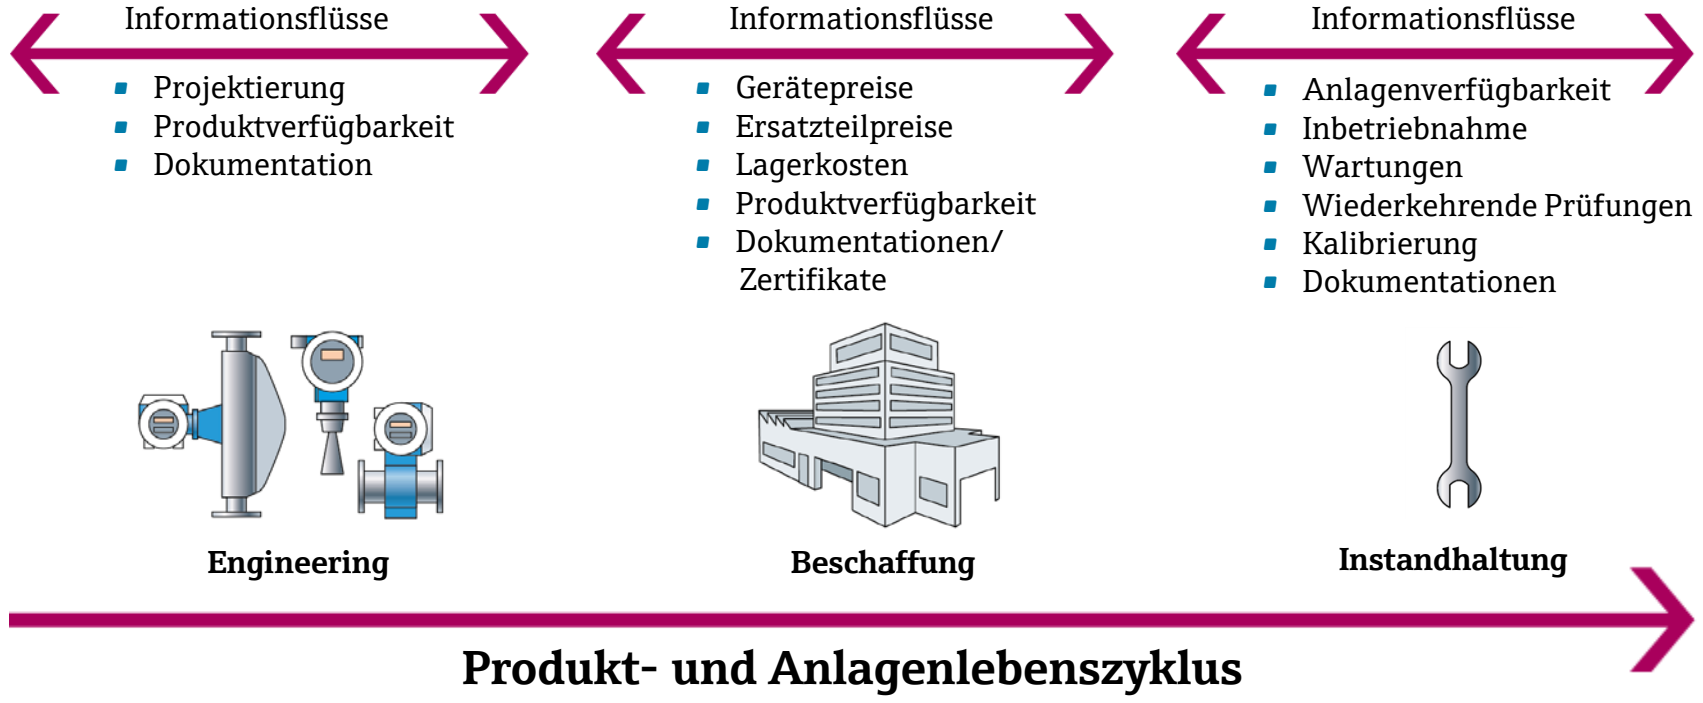 Informationsflüsse
Projektierung
Produktverfügbarkeit
Dokumentation
Engineering
Informationsflüsse
Gerätepreise
Ersatzteilpreise
Lagerkosten
Produktverfügbarkeit
Dokumentationen/
Zertifikate
Beschaffung
Informationsflüsse
Anlagenverfügbarkeit
Inbetriebnahme
Wartungen
Wiederkehrende Prüfungen
Kalibrierung
Dokumentationen
Instandhaltung
Produkt- und Anlagenlebenszyklus